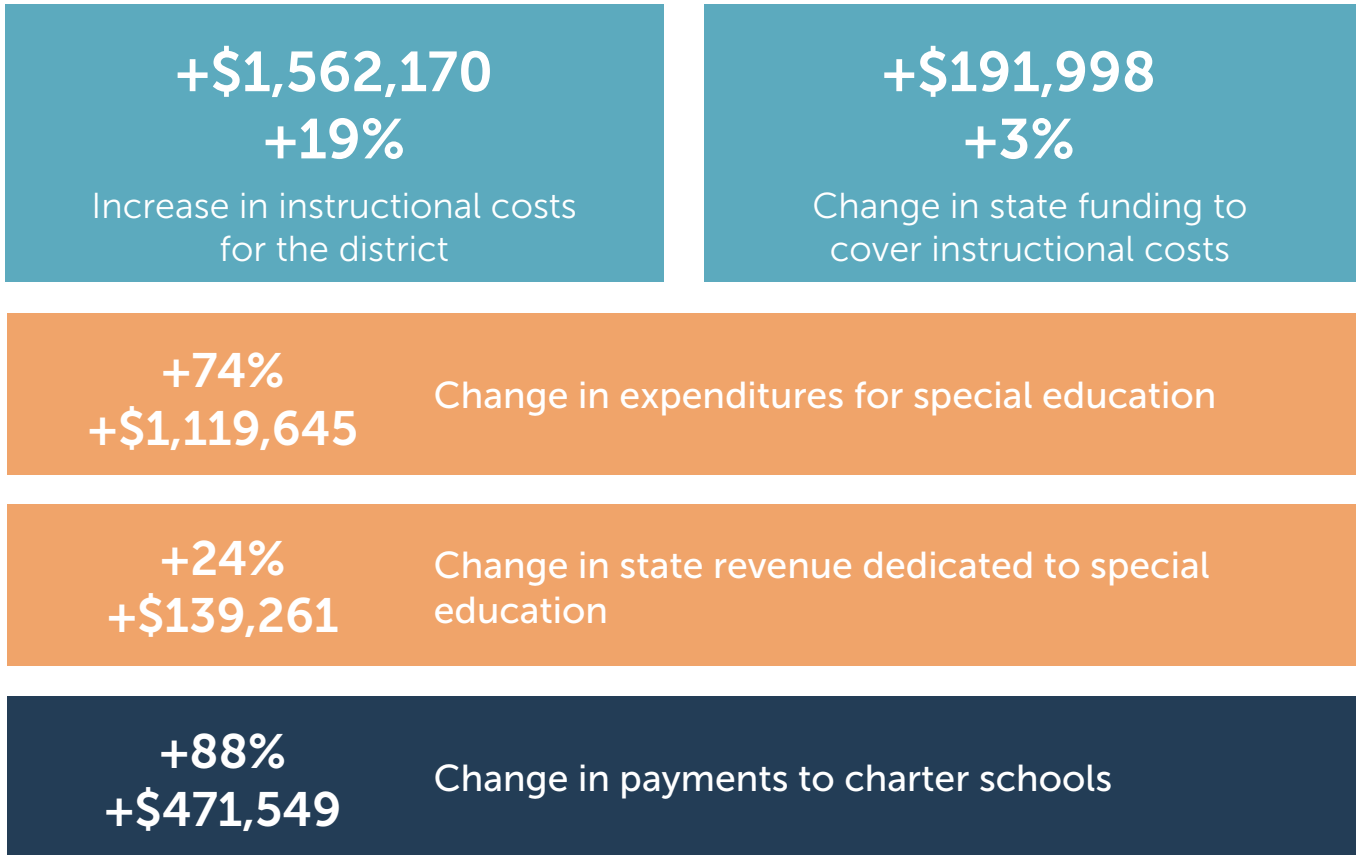 +$1,562,170
+19%
Increase in instructional costs
for the district
+$191,998
+3%
Change in state funding to
cover instructional costs
+74%
+$1,119,645
Change in expenditures for special education
+24%
+$139,261
Change in state revenue dedicated to special
education
+88%
+$471,549
Change in payments to charter schools